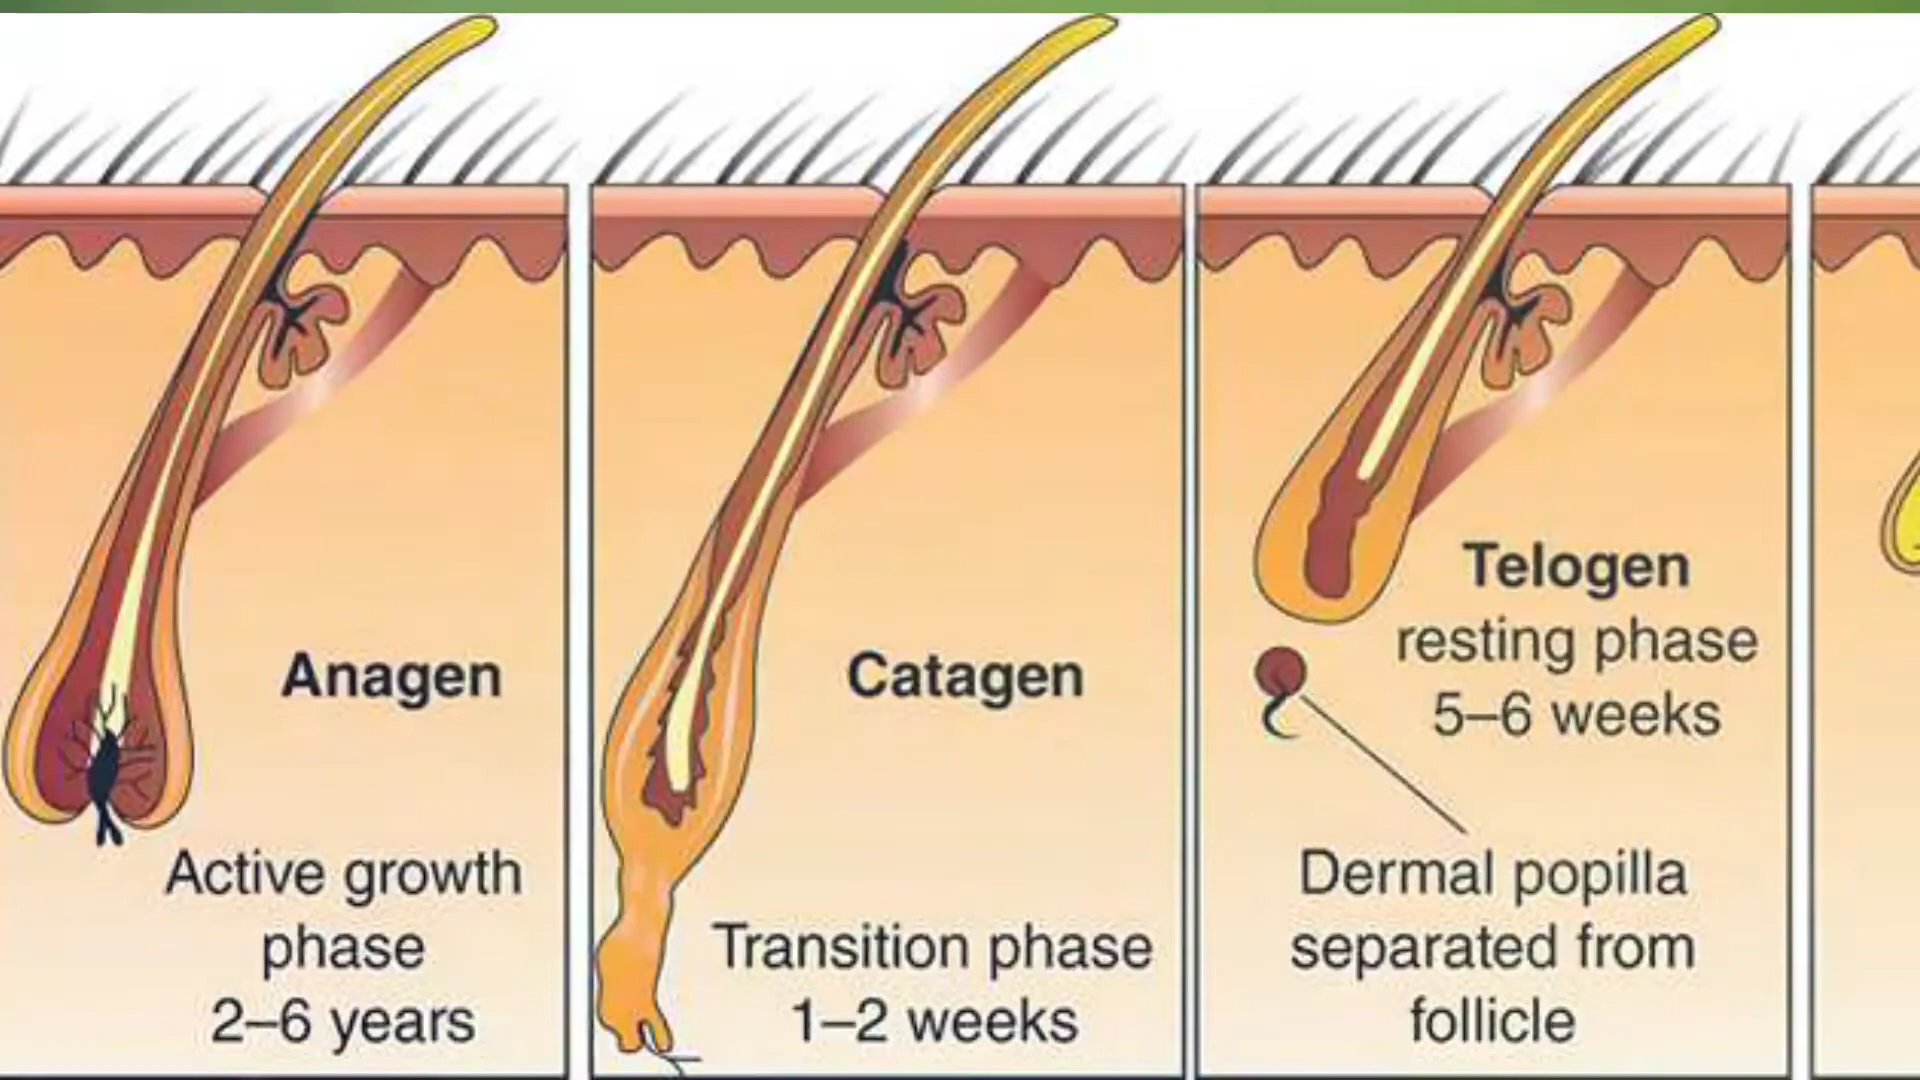 Anagen
Active growth
phase
2–6 years
Catagen
Transition phase
1–2 weeks
Telogen
resting phase
5–6 weeks
Dermal popilla
separated from
follicle